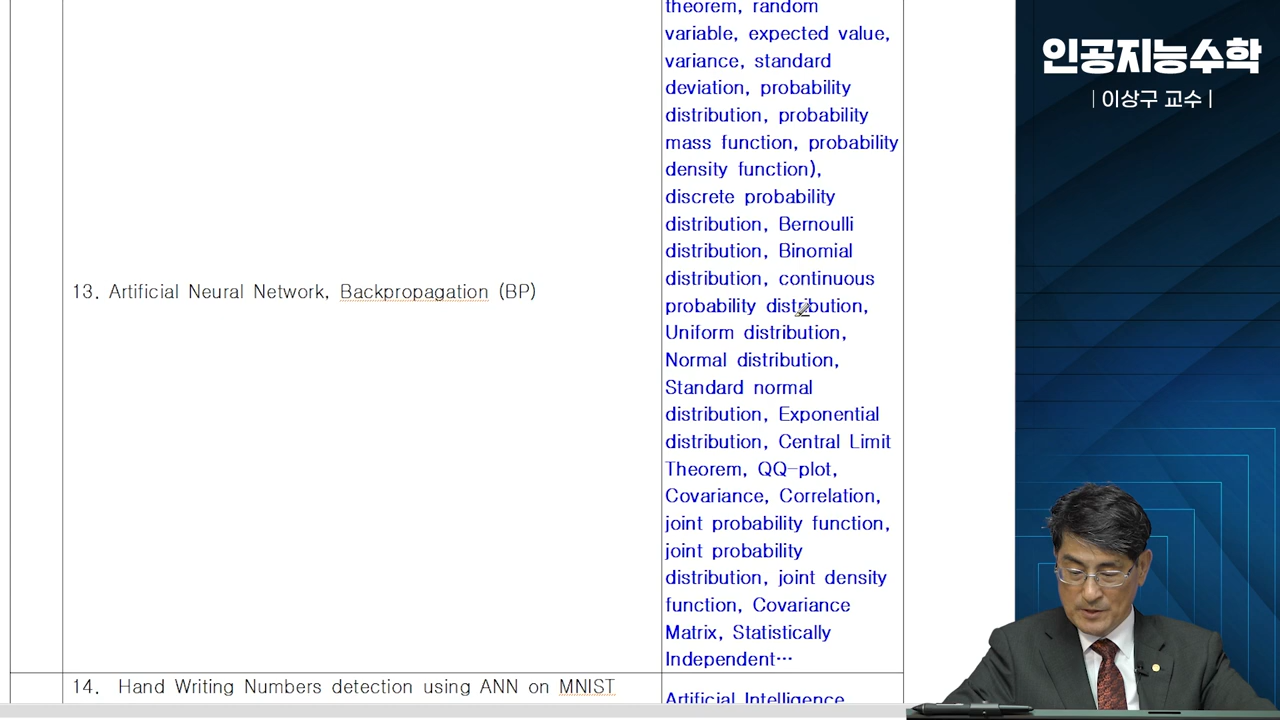 theorem, random
variable, expected value,
variance, standard
deviation, probability
distribution, probability
mass function, probability
density function),
discrete probability
distribution, Bernoulli
distribution, Binomial
distribution, continuous
13. Artificial Neural Network, Backpropagation (BP)
probability distribution,
Uniform distribution,
Normal distribution,
Standard normal
distribution, Exponential
distribution, Central Limit
Theorem, QQ-plot,
Covariance, Correlation,
joint probability function,
joint probability
distribution, joint density
function, Covariance
Matrix, Statistically
Independent…
14. Hand Writing Numbers detection using ANN on MNIST
Artificial Intelligence
인공지능수학
| 이상구 교수 |